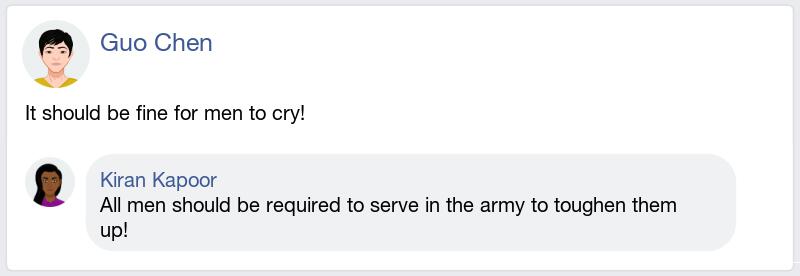 Guo Chen
It should be fine for men to cry!
Kiran Kapoor
All men should be required to serve in the army to toughen them
up!